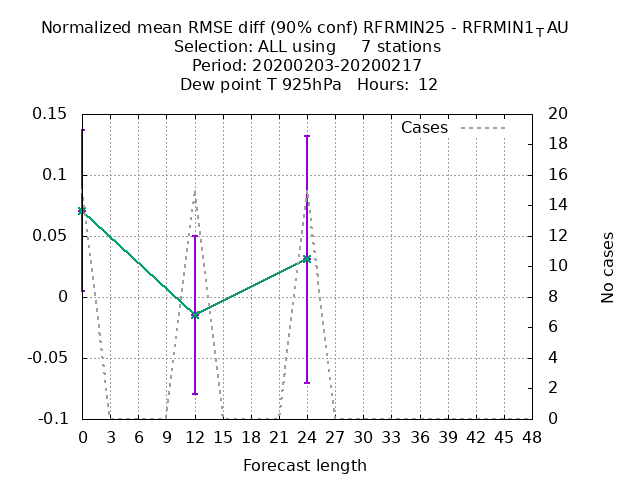 Normalized mean RMSE diff (90% conf) RFRMIN25 - RFRMIN1_TAU
Selection: ALL using     7 stations
Period: 20200203-20200217
Dew point T 925hPa   Hours:  12
Cases
0.15
0.1
0.05
0
-0.05
-0.1
20
18
16
14
12
10
8
6
4
2
0
No cases
0 3 6 9 12 15 18 21 24 27 30 33 36 39 42 45 48
Forecast length